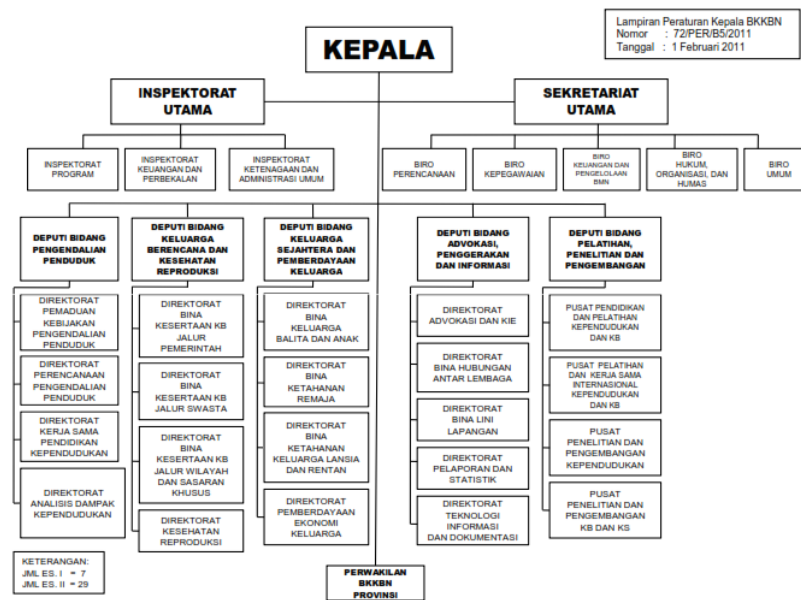 Lampiran Peraturan Kepala BKKBN
Nomor : 72/PER/B5/2011
Tanggal : 1 Februari 2011
KEPALA
INSPEKTORAT
UTAMA
SEKRETARIAT
UTAMA
INSPEKTORAT
PROGRAM
INSPEKTORAT
KEUANGAN DAN
PERBEKALAN
INSPEKTORAT
KETENAGAAN DAN
ADMINISTRASI UMUM
BIRO
PERENCANAAN
BIRO
KEPEGAWAIAN
BIRO
KEUANGAN DAN
PENGELOLAAN
BMN
BIRO
HUKUM,
ORGANISASI, DAN
HUMAS
BIRO
UMUM
DEPUTI BIDANG
PENGENDALIAN
PENDUDUK
DEPUTI BIDANG
KELUARGA
BERENCANA DAN
KESEHATAN
REPRODUKSI
DEPUTI BIDANG
KELUARGA
SEJAHTERA DAN
PEMBERDAYAAN
KELUARGA
DEPUTI BIDANG
ADVOKASI,
PENGGERAKAN
DAN INFORMASI
DEPUTI BIDANG
PELATIHAN,
PENELITIAN DAN
PENGEMBANGAN
DIREKTORAT
PEMADUAN
KEBIJAKAN
PENGENDALIAN
PENDUDUK
DIREKTORAT
PERENCANAAN
PENGENDALIAN
PENDUDUK
DIREKTORAT
KERJA SAMA
PENDIDIKAN
KEPENDUDUKAN
DIREKTORAT
ANALISIS DAMPAK
KEPENDUDUKAN
DIREKTORAT
BINA
KESERTAAN KB
JALUR
PEMERINTAH
DIREKTORAT
BINA
KESERTAAN KB
JALUR SWASTA
DIREKTORAT
BINA
KESERTAAN KB
JALUR WILAYAH
DAN SASARAN
KHUSUS
DIREKTORAT
KESEHATAN
REPRODUKSI
DIREKTORAT
BINA
KELUARGA
BALITA DAN ANAK
DIREKTORAT
BINA
KETAHANAN
REMAJA
DIREKTORAT
BINA
KETAHANAN
KELUARGA LANSIA
DAN RENTAN
DIREKTORAT
PEMBERDAYAAN
EKONOMI
KELUARGA
DIREKTORAT
ADVOKASI DAN KIE
DIREKTORAT
BINA HUBUNGAN
ANTAR LEMBAGA
DIREKTORAT
BINA LINI
LAPANGAN
DIREKTORAT
PELAPORAN DAN
STATISTIK
DIREKTORAT
TEKNOLOGI
INFORMASI
DAN DOKUMENTASI
PUSAT PENDIDIKAN
DAN PELATIHAN
KEPENDUDUKAN
DAN KB
PUSAT PELATIHAN
DAN KERJA SAMA
INTERNASIONAL
KEPENDUDUKAN
DAN KB
PUSAT
PENELITIAN DAN
PENGEMBANGAN
KEPENDUDUKAN
PUSAT
PENELITIAN DAN
PENGEMBANGAN
KB DAN KS
KETERANGAN:
JML ES. I = 7
JML ES. II = 29
PERWAKILAN
BKKBN
PROVINSI